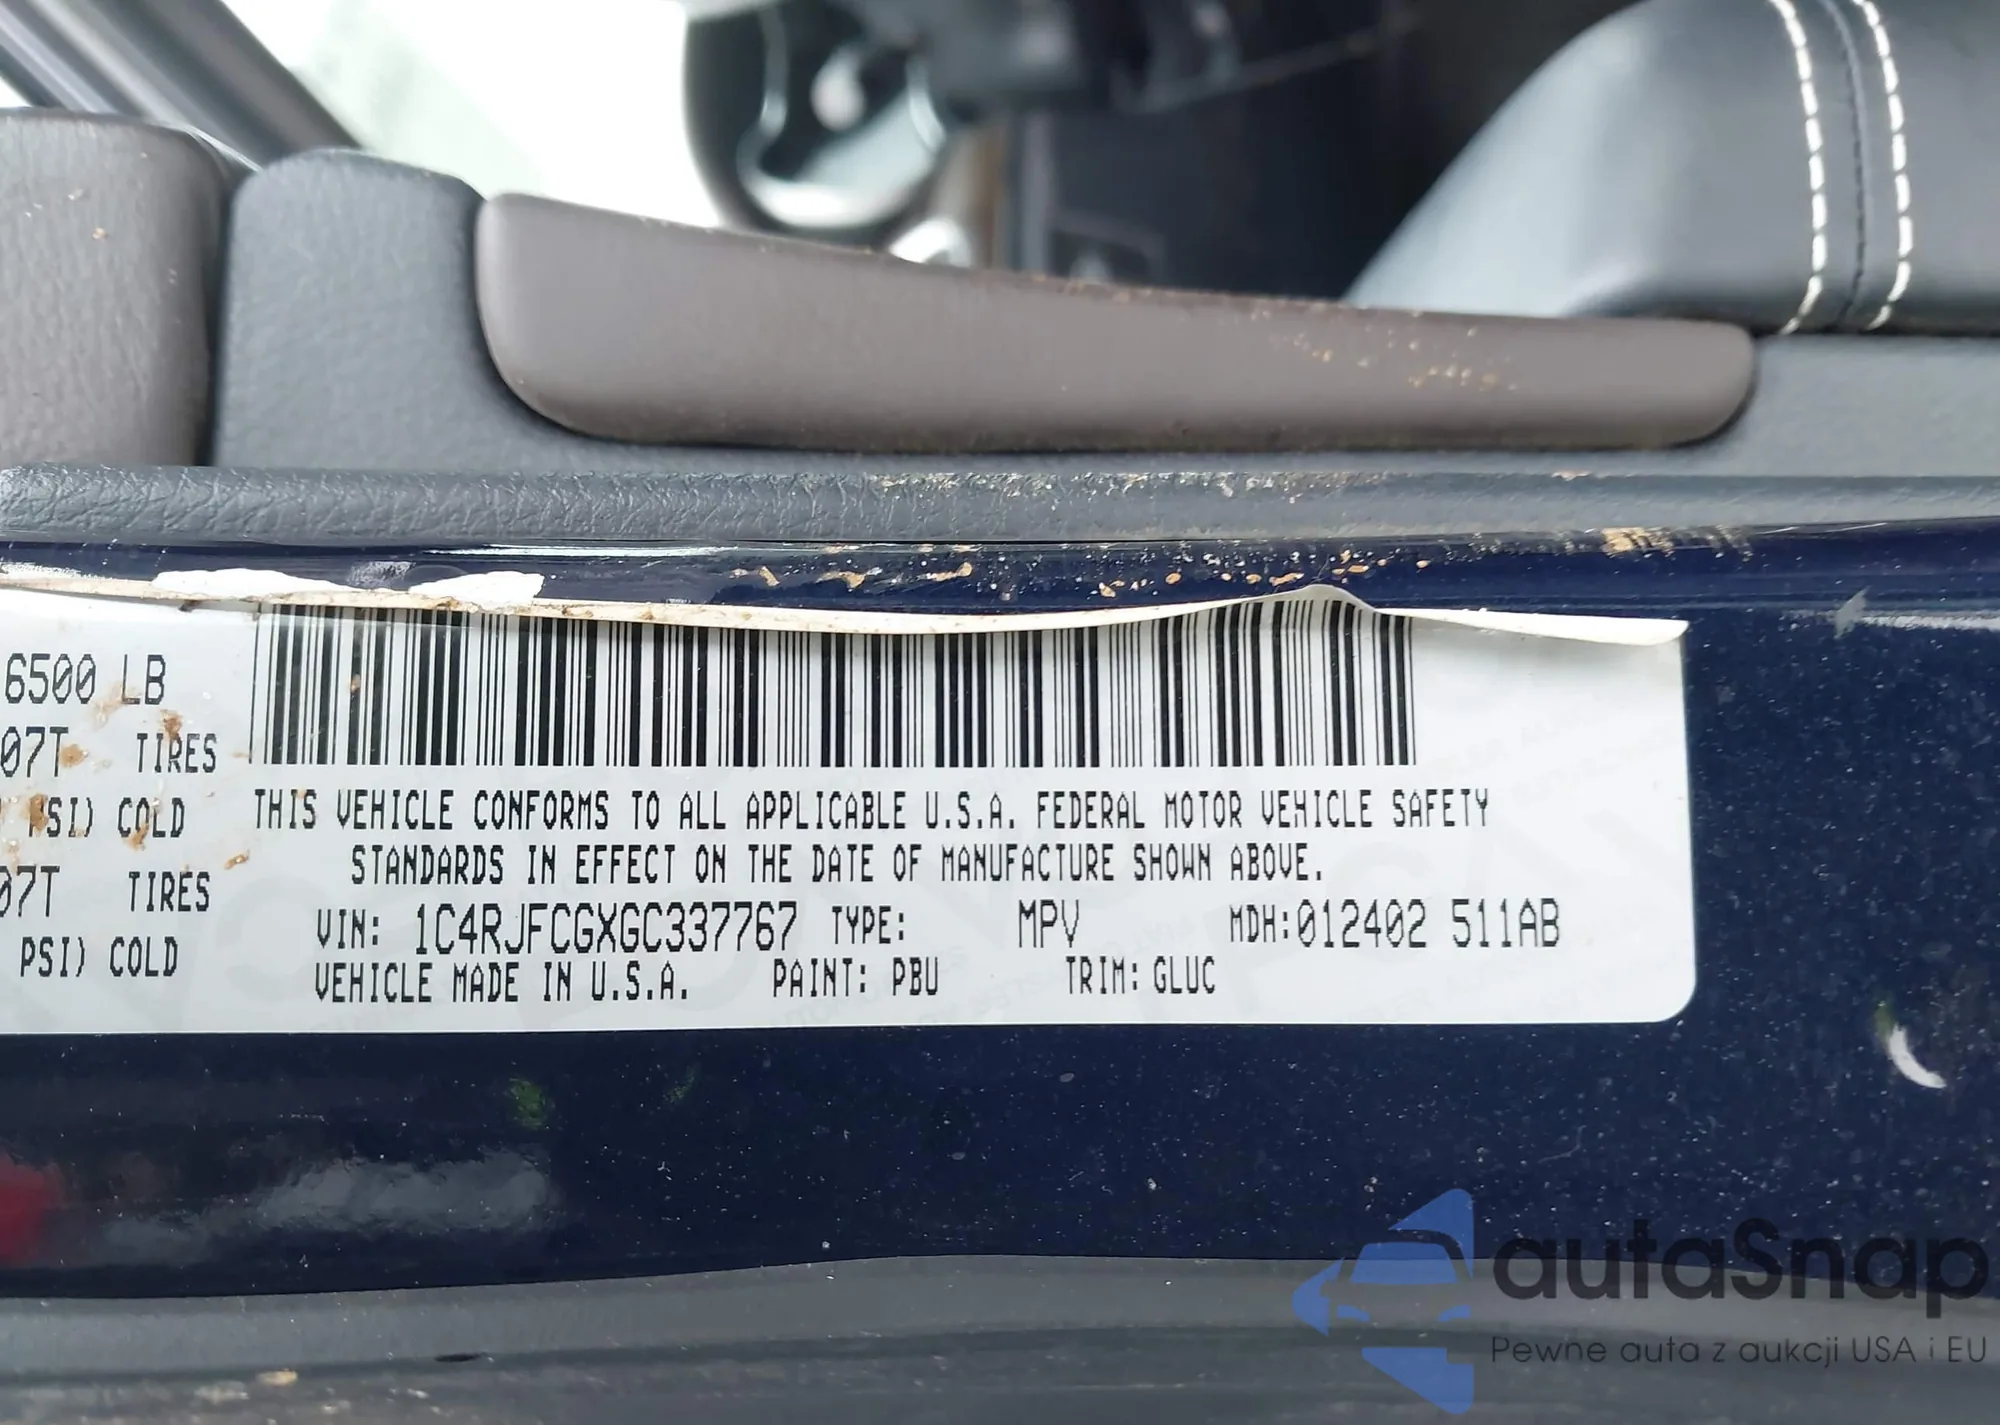 6500 LB
07T TIRES
PSI) COLD
THIS VEHICLE CONFORMS TO ALL APPLICABLE U.S.A. FEDERAL MOTOR VEHICLE SAFETY
STANDARDS IN EFFECT ON THE DATE OF MANUFACTURE SHOWN ABOVE.
07T TIRES
VIN: 1C4RJFCGXGC337767 TYPE: MPV MDH:012402 511AB
PSI) COLD
VEHICLE MADE IN U.S.A. PAINT: PBU TRIM: GLUC
autaSnap
Pewne auta z aukcji USA i EU